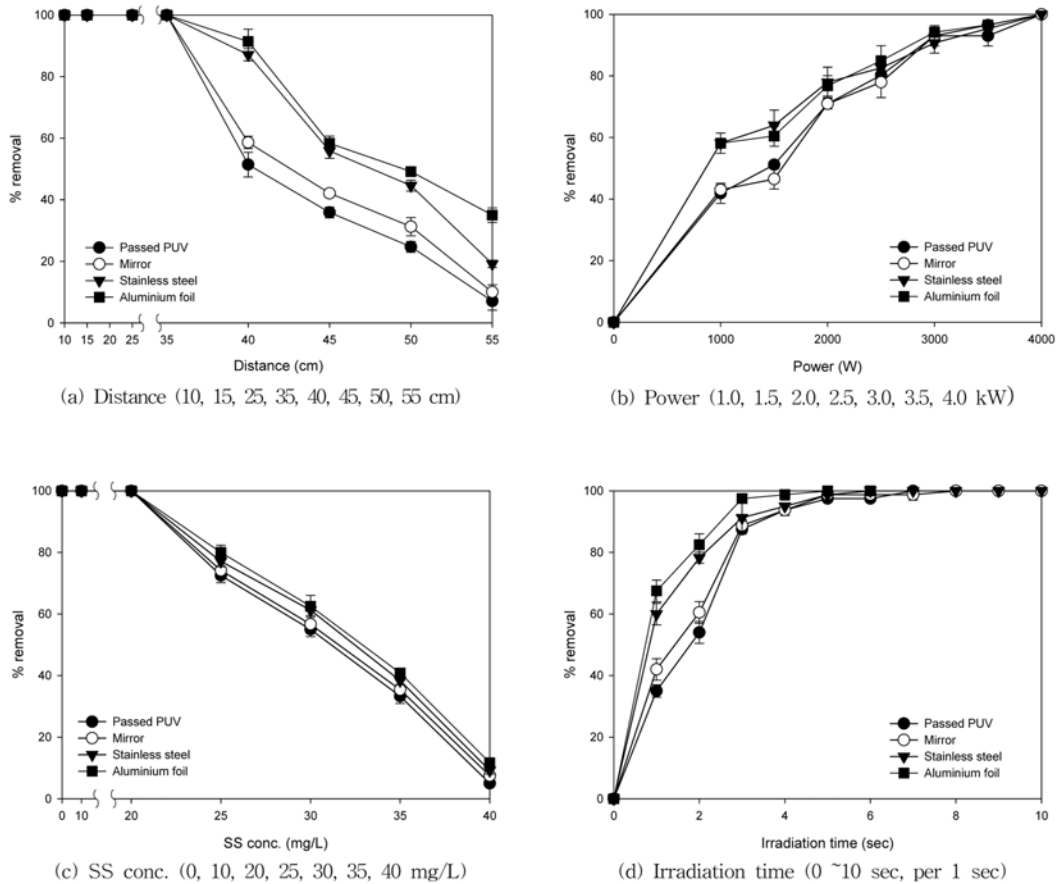 100
80
60
40
20
0
% removal
Passed PUV
Mirror
Stainless steel
Aluminium foil
10 15 20 25 35 40 45 50 55
Distance (cm)
(a) Distance (10, 15, 25, 35, 40, 45, 50, 55 cm)
100
80
60
40
20
0
% removal
Passed PUV
Mirror
Stainless steel
Aluminium foil
0 1000 2000 3000 4000
Power (W)
(b) Power (1.0, 1.5, 2.0, 2.5, 3.0, 3.5, 4.0 kW)
100
80
60
40
20
0
% removal
Passed PUV
Mirror
Stainless steel
Aluminium foil
0 10 20 25 30 35 40
SS conc. (mg/L)
(c) SS conc. (0, 10, 20, 25, 30, 35, 40 mg/L)
100
80
60
40
20
0
% removal
Passed PUV
Mirror
Stainless steel
Aluminium foil
0 2 4 6 8 10
Irradiation time (sec)
(d) Irradiation time (0 ~10 sec, per 1 sec)